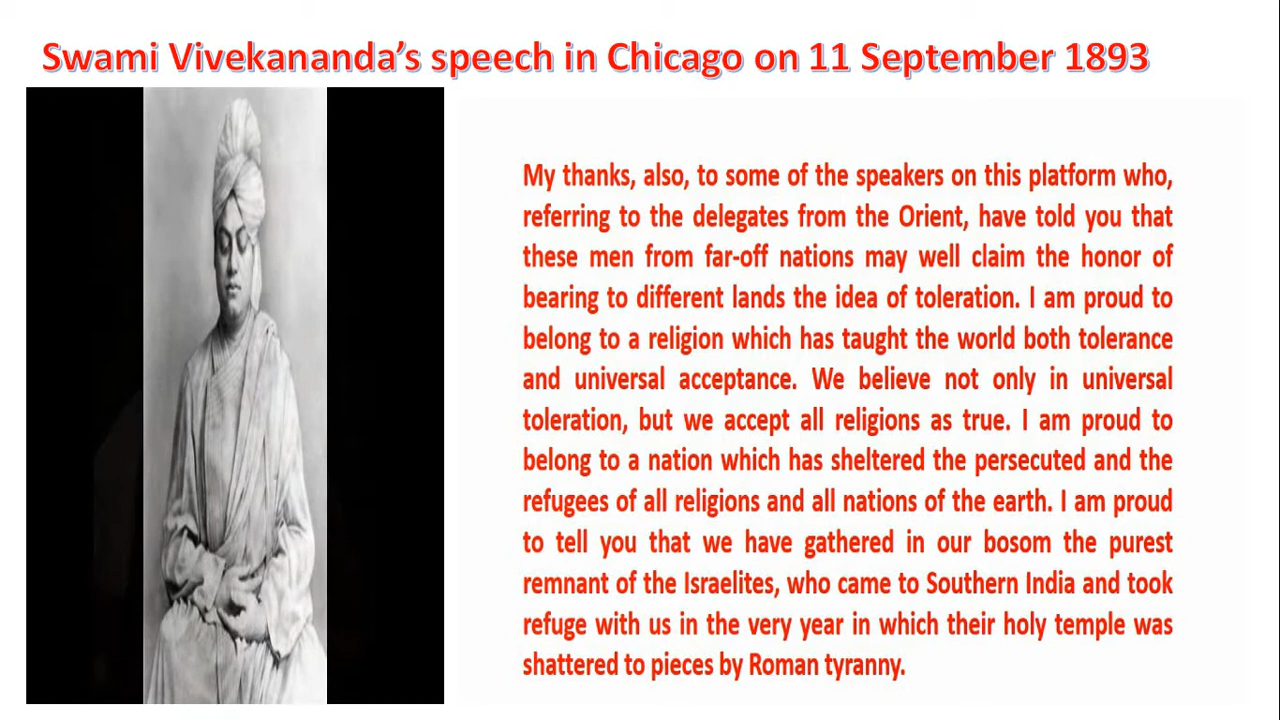 Swami Vivekananda’s speech in Chicago on 11 September 1893
My thanks, also, to some of the speakers on this platform who,
referring to the delegates from the Orient, have told you that
these men from far-off nations may well claim the honor of
bearing to different lands the idea of toleration. I am proud to
belong to a religion which has taught the world both tolerance
and universal acceptance. We believe not only in universal
toleration, but we accept all religions as true. I am proud to
belong to a nation which has sheltered the persecuted and the
refugees of all religions and all nations of the earth. I am proud
to tell you that we have gathered in our bosom the purest
remnant of the Israelites, who came to Southern India and took
refuge with us in the very year in which their holy temple was
shattered to pieces by Roman tyranny.